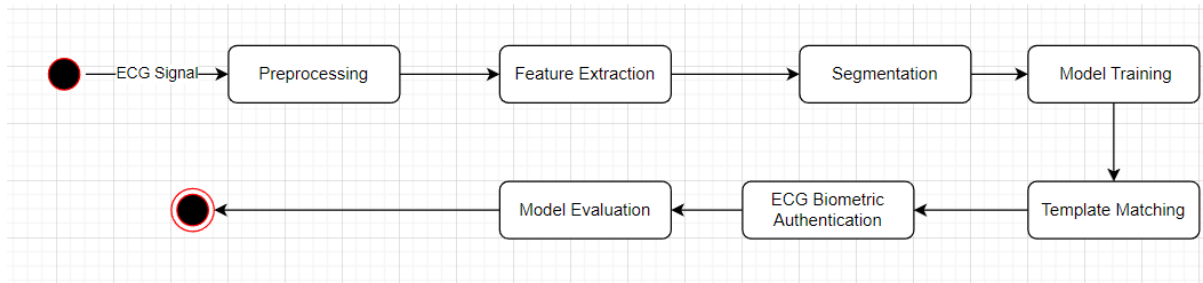 ECG Signal
Preprocessing
Feature Extraction
Segmentation
Model Training
Model Evaluation
ECG Biometric
Authentication
Template Matching